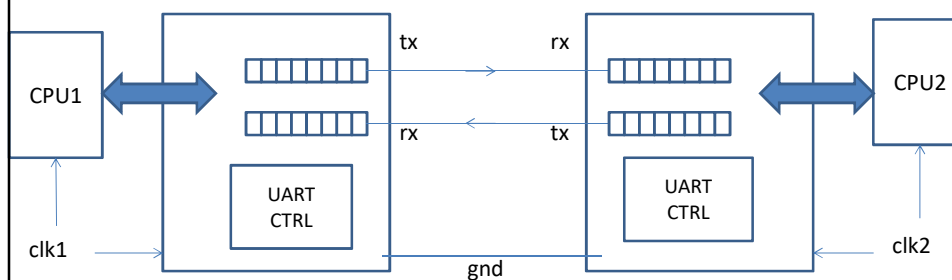 tx
rx
CPU1
CPU2
rx
tx
UART
CTRL
UART
CTRL
clk1
gnd
clk2